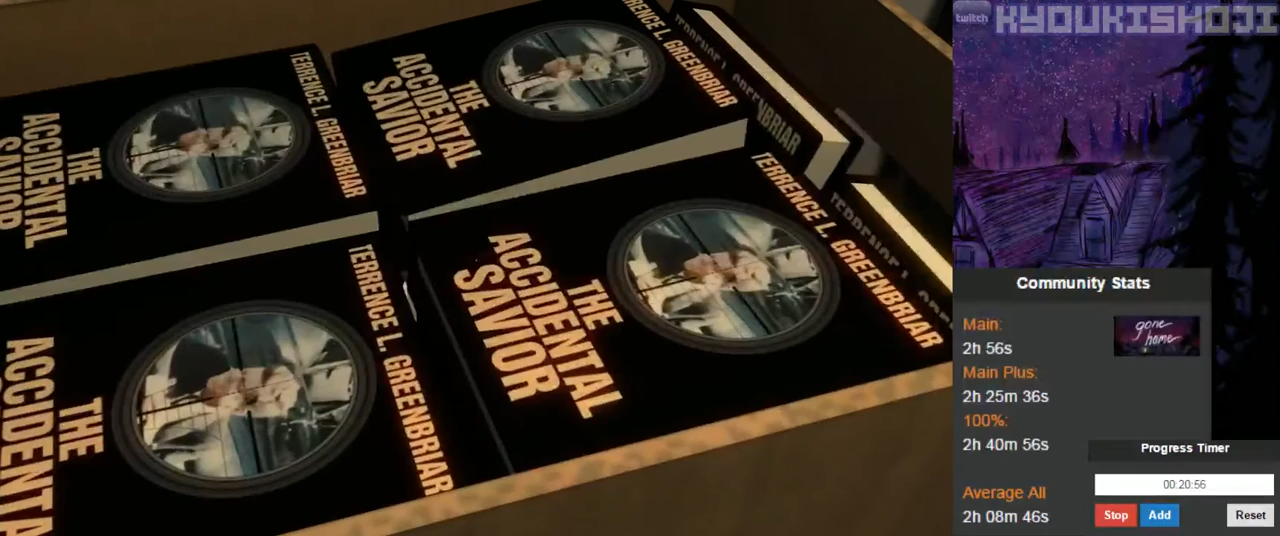 THE
ACCIDENTAL
SAVIOR
TERRENCE L. GREENBRIAR
THE
ACCIDENTAL
SAVIOR
TERRENCE L. GREENBRIAR
THE
ACCIDENTAL
TERRENCE L. GREENBRIAR
THE
ACCIDENTAL
SAVIOR
TERRENCE L. GREENBRIAR
TERRENCE L. GREENBRIAR
twitch
KYOUKISHOJI
Community Stats
Main:
2h 56s
gone
home
Main Plus:
2h 25m 36s
100%:
2h 40m 56s
Average All
2h 08m 46s
Progress Timer
00:20:56
Stop
Add
Reset